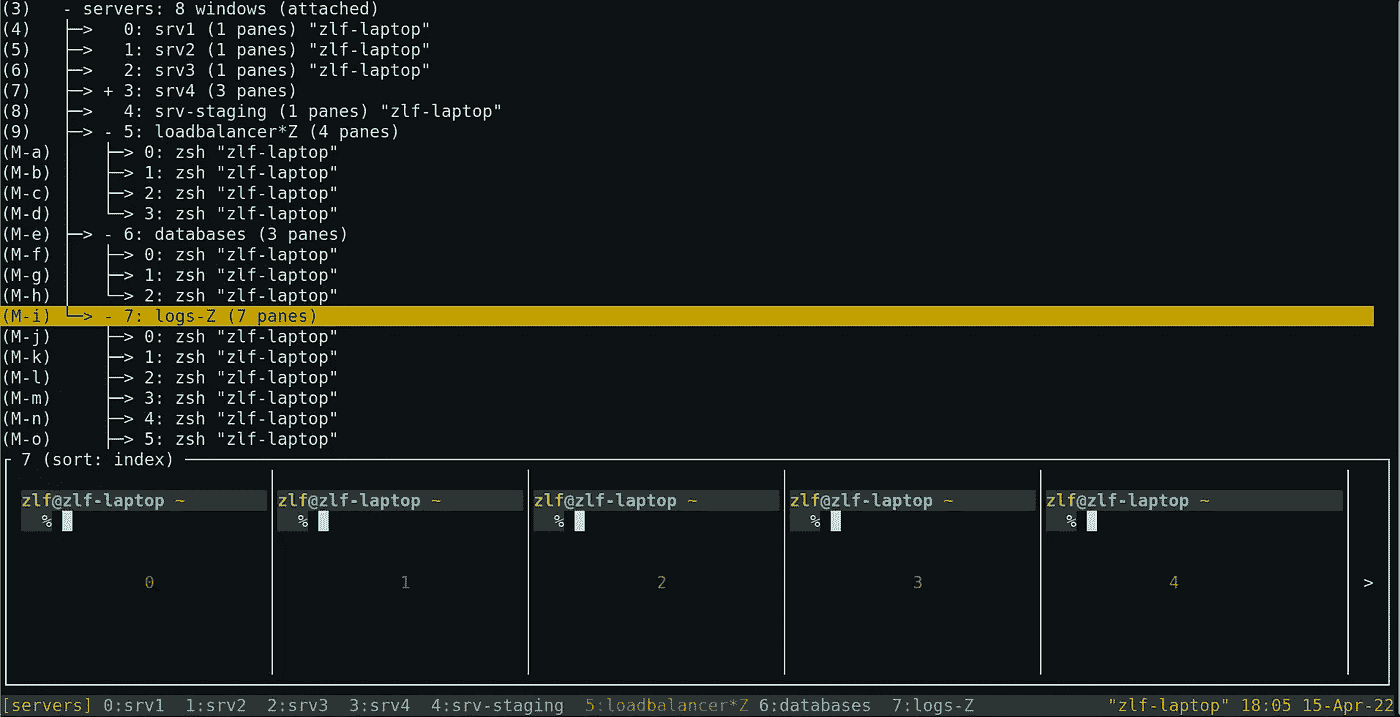 (3) - servers: 8 windows (attached)
(4) ├─> 0: srv1 (1 panes) "zlf-laptop"
(5) ├─> 1: srv2 (1 panes) "zlf-laptop"
(6) ├─> 2: srv3 (1 panes) "zlf-laptop"
(7) ├─> + 3: srv4 (3 panes)
(8) ├─> 4: srv-staging (1 panes) "zlf-laptop"
(9) ├─> - 5: loadbalancer*Z (4 panes)
(M-a) │ ├─> 0: zsh "zlf-laptop"
(M-b) │ ├─> 1: zsh "zlf-laptop"
(M-c) │ ├─> 2: zsh "zlf-laptop"
(M-d) │ └─> 3: zsh "zlf-laptop"
(M-e) ├─> - 6: databases (3 panes)
(M-f) │ ├─> 0: zsh "zlf-laptop"
(M-g) │ ├─> 1: zsh "zlf-laptop"
(M-h) │ └─> 2: zsh "zlf-laptop"
(M-i) └─> - 7: logs-Z (7 panes)
(M-j) ├─> 0: zsh "zlf-laptop"
(M-k) ├─> 1: zsh "zlf-laptop"
(M-l) ├─> 2: zsh "zlf-laptop"
(M-m) ├─> 3: zsh "zlf-laptop"
(M-n) ├─> 4: zsh "zlf-laptop"
(M-o) ├─> 5: zsh "zlf-laptop"
7 (sort: index)
zlf@zlf-laptop ~ zlf@zlf-laptop ~ zlf@zlf-laptop ~ zlf@zlf-laptop ~ zlf@zlf-laptop ~
% % % % %
0 1 2 3 4 >
[servers] 0:srv1 1:srv2 2:srv3 3:srv4 4:srv-staging 5:loadbalancer*Z 6:databases 7:logs-Z "zlf-laptop" 18:05 15-Apr-22